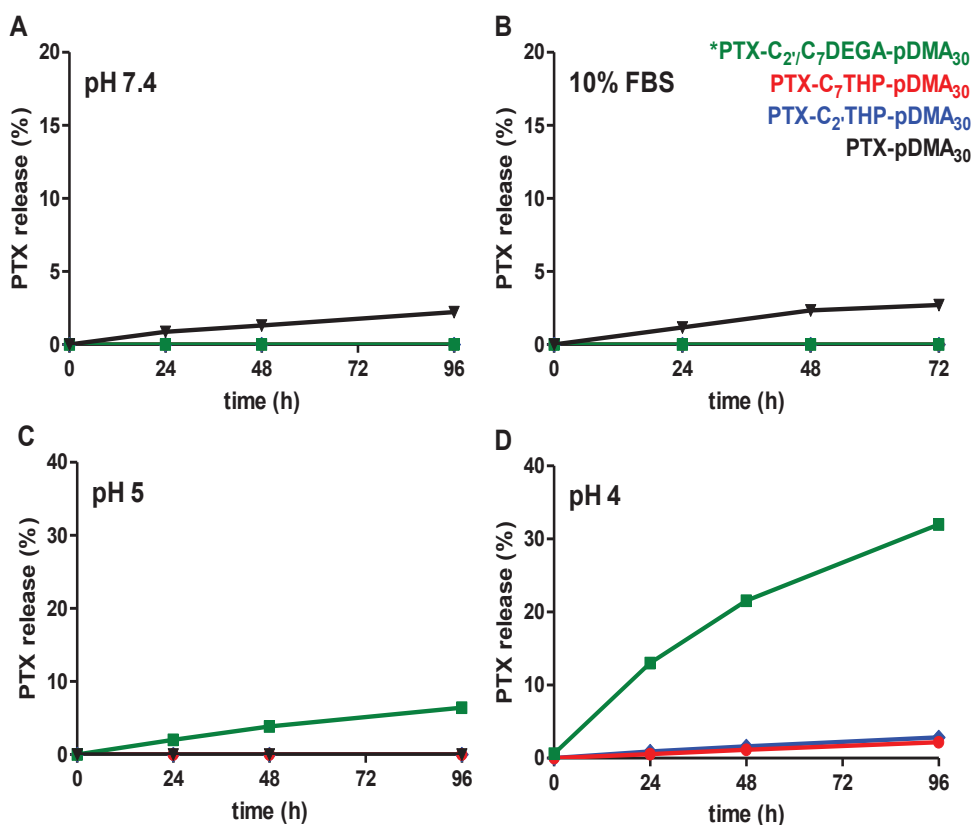 A
pH 7.4
PTX release (%)
20
15
10
5
0
0 24 48 72 96
time (h)
B
10% FBS
*PTX-C2'/C7DEGA-pDMA30
PTX-C7THP-pDMA30
PTX-C2'THP-pDMA30
PTX-pDMA30
PTX release (%)
20
15
10
5
0
0 24 48 72
time (h)
C
pH 5
PTX release (%)
40
30
20
10
0
0 24 48 72 96
time (h)
D
pH 4
PTX release (%)
40
30
20
10
0
0 24 48 72 96
time (h)